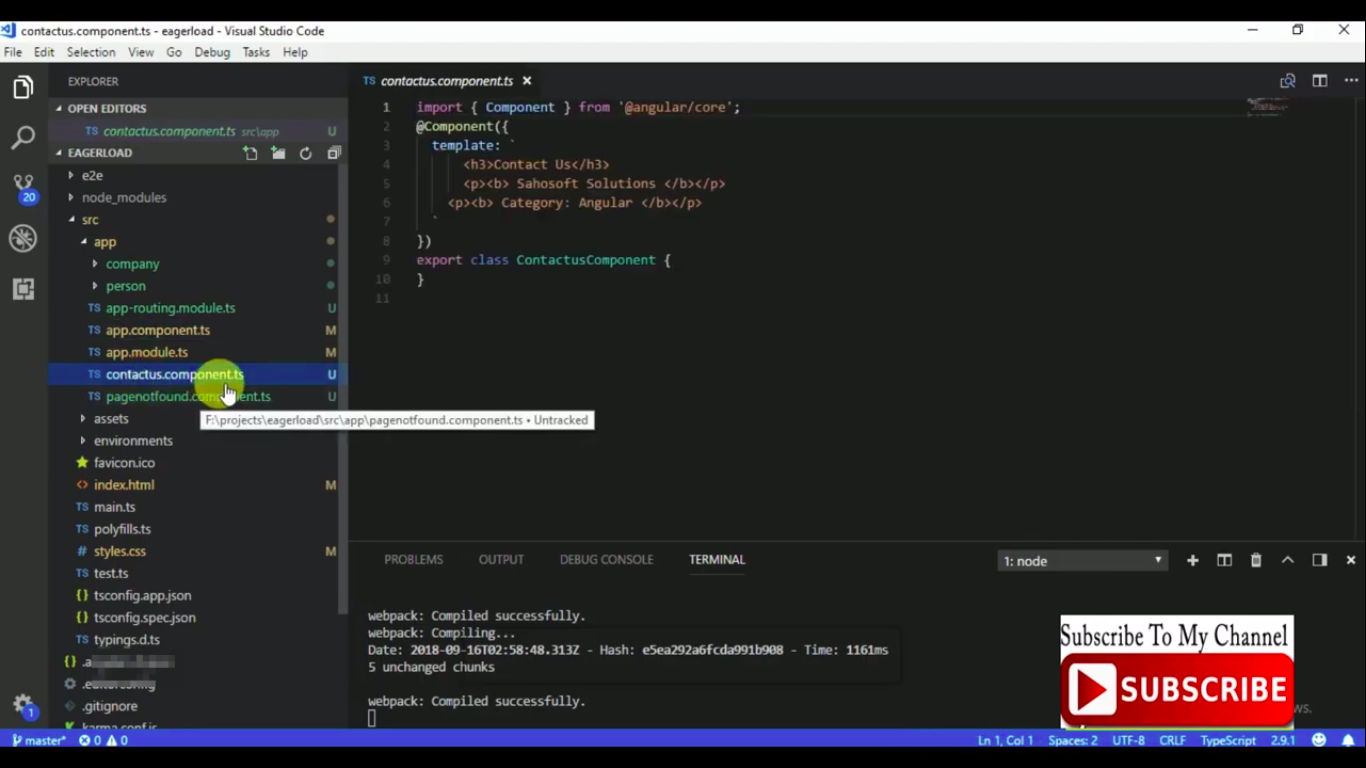 contactus.component.ts - eagerload - Visual Studio Code
File Edit Selection View Go Debug Tasks Help
EXPLORER
OPEN EDITORS
TS contactus.component.ts src\app U
EAGERLOAD
e2e
node_modules
src
app
company
person
TS app-routing.module.ts U
TS app.component.ts M
TS app.module.ts M
TS contactus.component.ts U
TS pagenotfound.component.ts U
F:\projects\eagerload\src\app\pagenotfound.component.ts • Untracked
assets
environments
favicon.ico
<> index.html M
TS main.ts
TS polyfills.ts
# styles.css M
TS test.ts
{} tsconfig.app.json
{} tsconfig.spec.json
TS typings.d.ts
.editorconfig
.gitignore
karma.conf.js
20
1
TS contactus.component.ts
1 import { Component } from '@angular/core';
2 @Component({
3 template: `
4 <h3>Contact Us</h3>
5 <p><b> Sahosoft Solutions </b></p>
6 <p><b> Category: Angular </b></p>
7 `
8 })
9 export class ContactusComponent {
10 }
11
PROBLEMS OUTPUT DEBUG CONSOLE TERMINAL 1: node
webpack: Compiled successfully.
webpack: Compiling...
Date: 2018-09-16T02:58:48.313Z - Hash: e5ea292a6fcda991b908 - Time: 1161ms
5 unchanged chunks
webpack: Compiled successfully.
Subscribe To My Channel
SUBSCRIBE
master* 0 0 Ln 1, Col 1 Spaces: 2 UTF-8 CRLF TypeScript 2.9.1